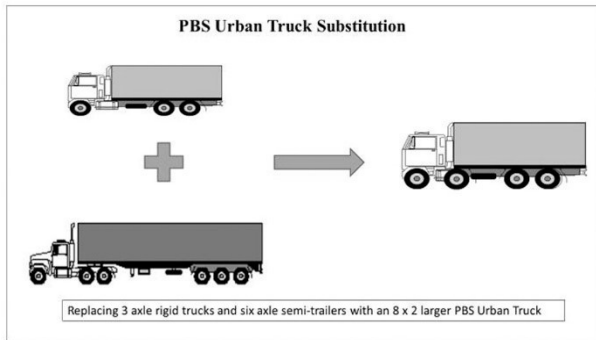 PBS Urban Truck Substitution
Replacing 3 axle rigid trucks and six axle semi-trailers with an 8 x 2 larger PBS Urban Truck